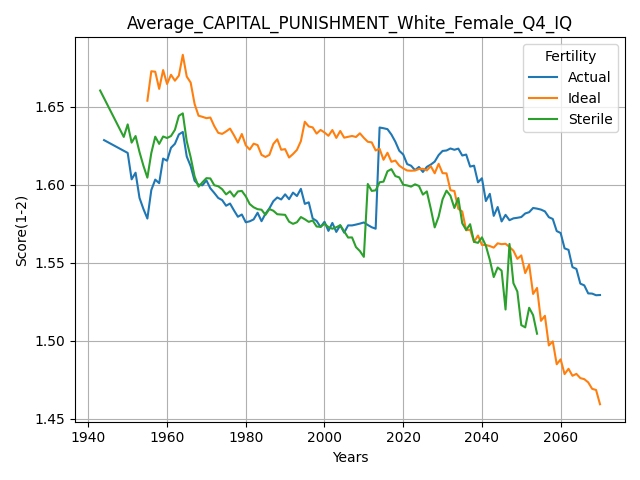 Average_CAPITAL_PUNISHMENT_White_Female_Q4_IQ
Fertility
Actual
Ideal
Sterile
Score(1-2)
1.65
1.60
1.55
1.50
1.45
1940 1960 1980 2000 2020 2040 2060
Years